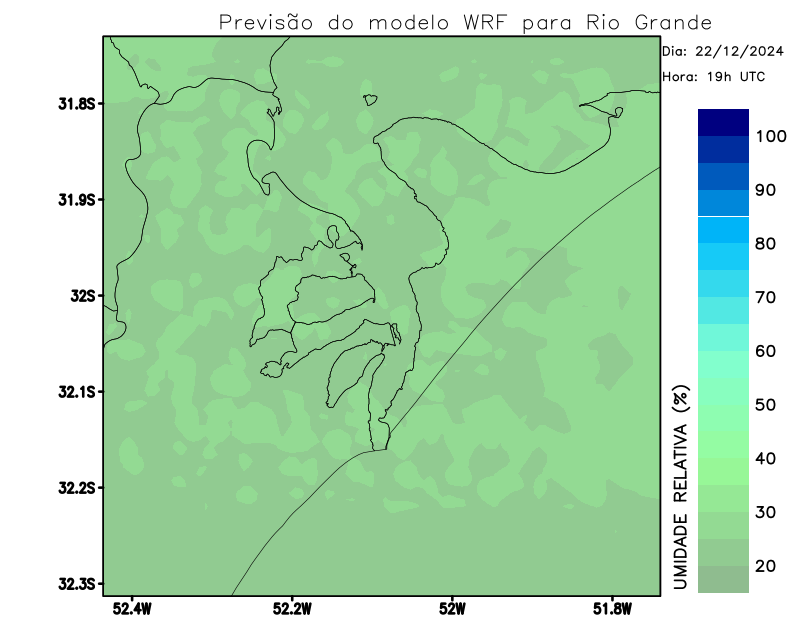 Previsão do modelo WRF para Rio Grande
Dia: 22/12/2024
Hora: 19h UTC
31.8S
31.9S
32S
32.1S
32.2S
32.3S
52.4W
52.2W
52W
51.8W
UMIDADE RELATIVA (%)
100
90
80
70
60
50
40
30
20